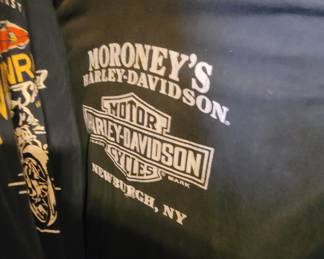 MORONEY'S
HARLEY-DAVIDSON.
MOTOR
HARLEY-DAVIDSON
CYCLES
NEWBURGH, NY